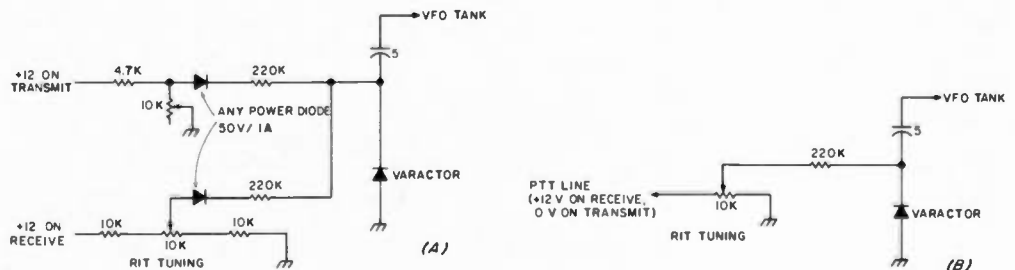 VFO TANK
5
+12 ON
TRANSMIT
4.7K
220K
10K
ANY POWER DIODE
50V/1A
VARACTOR
220K
+12 ON
RECEIVE
10K
10K
10K
RIT TUNING
(A)
VFO TANK
5
220K
PTT LINE
(+12V ON RECEIVE,
0 V ON TRANSMIT)
10K
VARACTOR
RIT TUNING
(B)